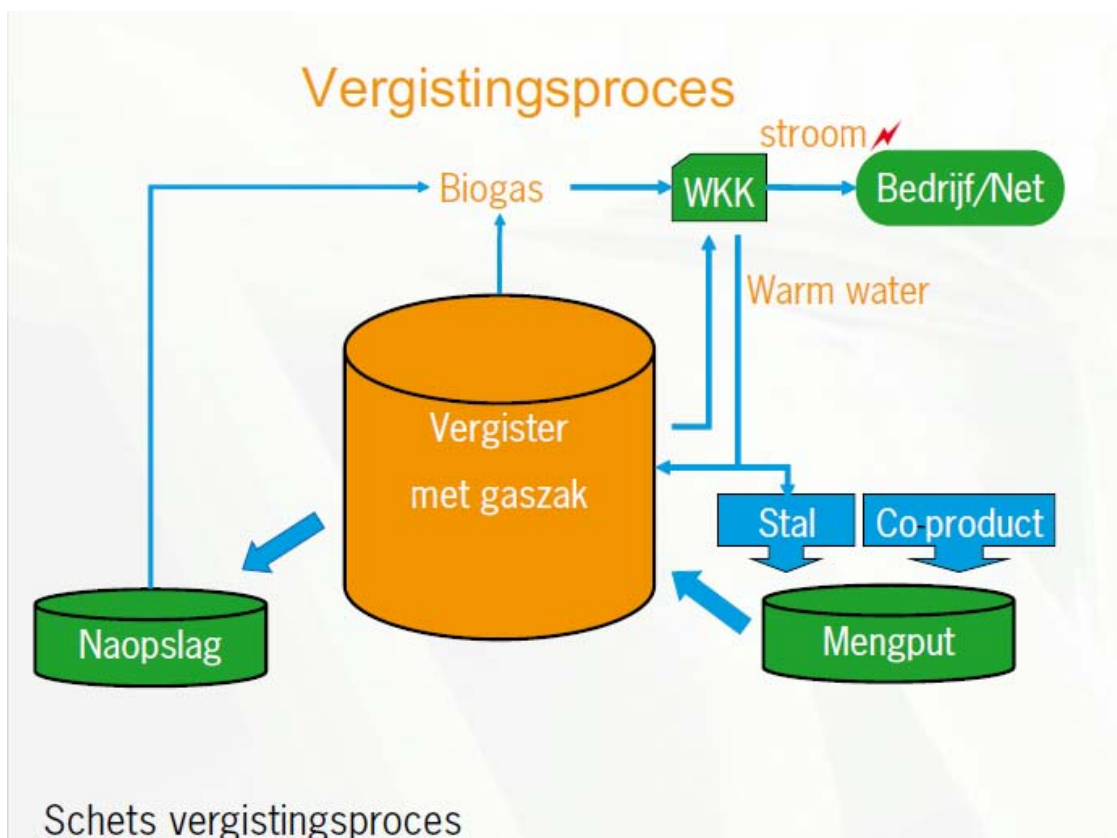 Vergistingsproces
stroom
Biogas
WKK
Bedrijf/Net
Warm water
Vergister
met gaszak
Stal
Co-product
Naopslag
Mengput
Schets vergistingsproces